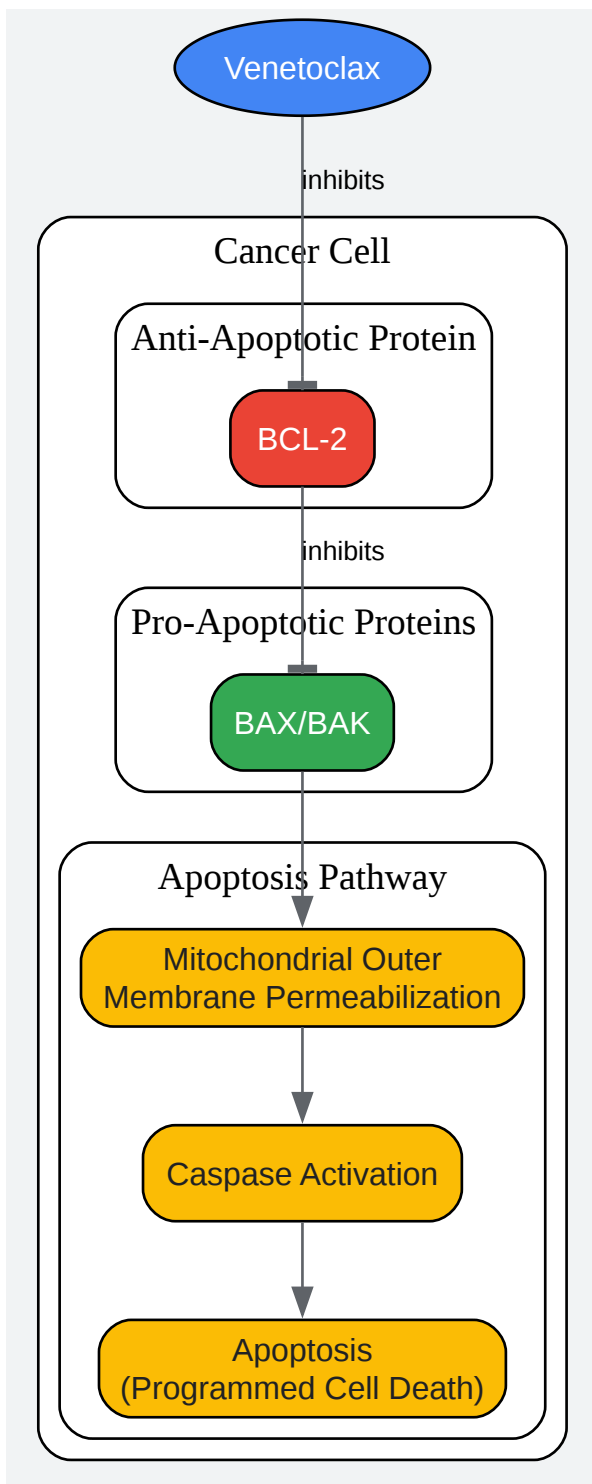 Venetoclax
inhibits
Cancer Cell
Anti-Apoptotic Protein
BCL-2
inhibits
Pro-Apoptotic Proteins
BAX/BAK
Apoptosis Pathway
Mitochondrial Outer
Membrane Permeabilization
Caspase Activation
Apoptosis
(Programmed Cell Death)